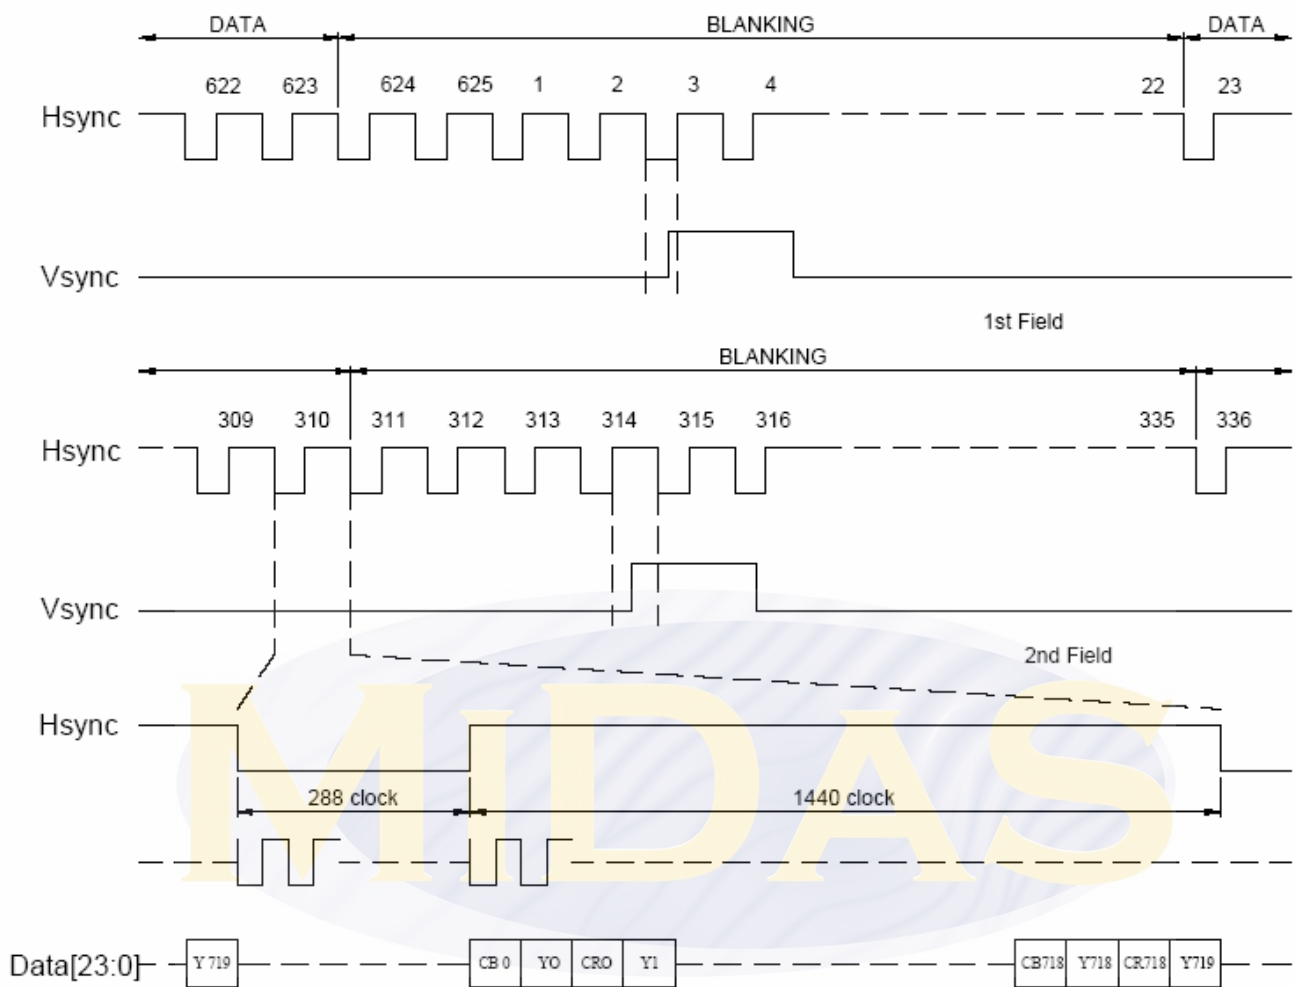 DATA BLANKING DATA
622 623 624 625 1 2 3 4 22 23
Hsync
Vsync
1st Field
BLANKING
309 310 311 312 313 314 315 316 335 336
Hsync
Vsync
2nd Field
Hsync
288 clock 1440 clock
MIDAS
Data[23:0] Y 719 CB 0 YO CRO Y1 CB718 Y718 CR718 Y719